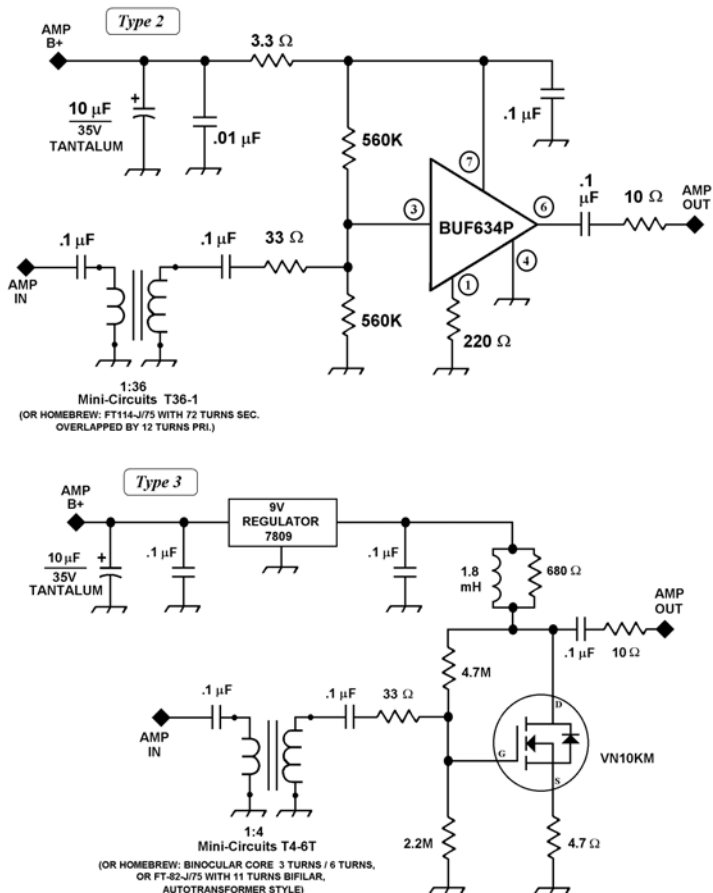 Type 2
AMP
B+
3.3 Ω
10 µF
35V
TANTALUM
+
.01 µF
560K
.1 µF
7
3
BUF634P
6
.1
µF
10 Ω
AMP
OUT
4
1
.1 µF
.1 µF
33 Ω
AMP
IN
560K
220 Ω
1:36
Mini-Circuits T36-1
(OR HOMEBREW: FT114-J/75 WITH 72 TURNS SEC.
OVERLAPPED BY 12 TURNS PRI.)
Type 3
AMP
B+
9V
REGULATOR
7809
10 µF
35V
TANTALUM
+
.1 µF
.1 µF
1.8
mH
680 Ω
AMP
OUT
.1 µF
10 Ω
4.7M
.1 µF
.1 µF
33 Ω
AMP
IN
D
G
S
VN10KM
2.2M
4.7 Ω
1:4
Mini-Circuits T4-6T
(OR HOMEBREW: BINOCULAR CORE 3 TURNS / 6 TURNS,
OR FT-82-J/75 WITH 11 TURNS BIFILAR,
AUTOTRANSFORMER STYLE)